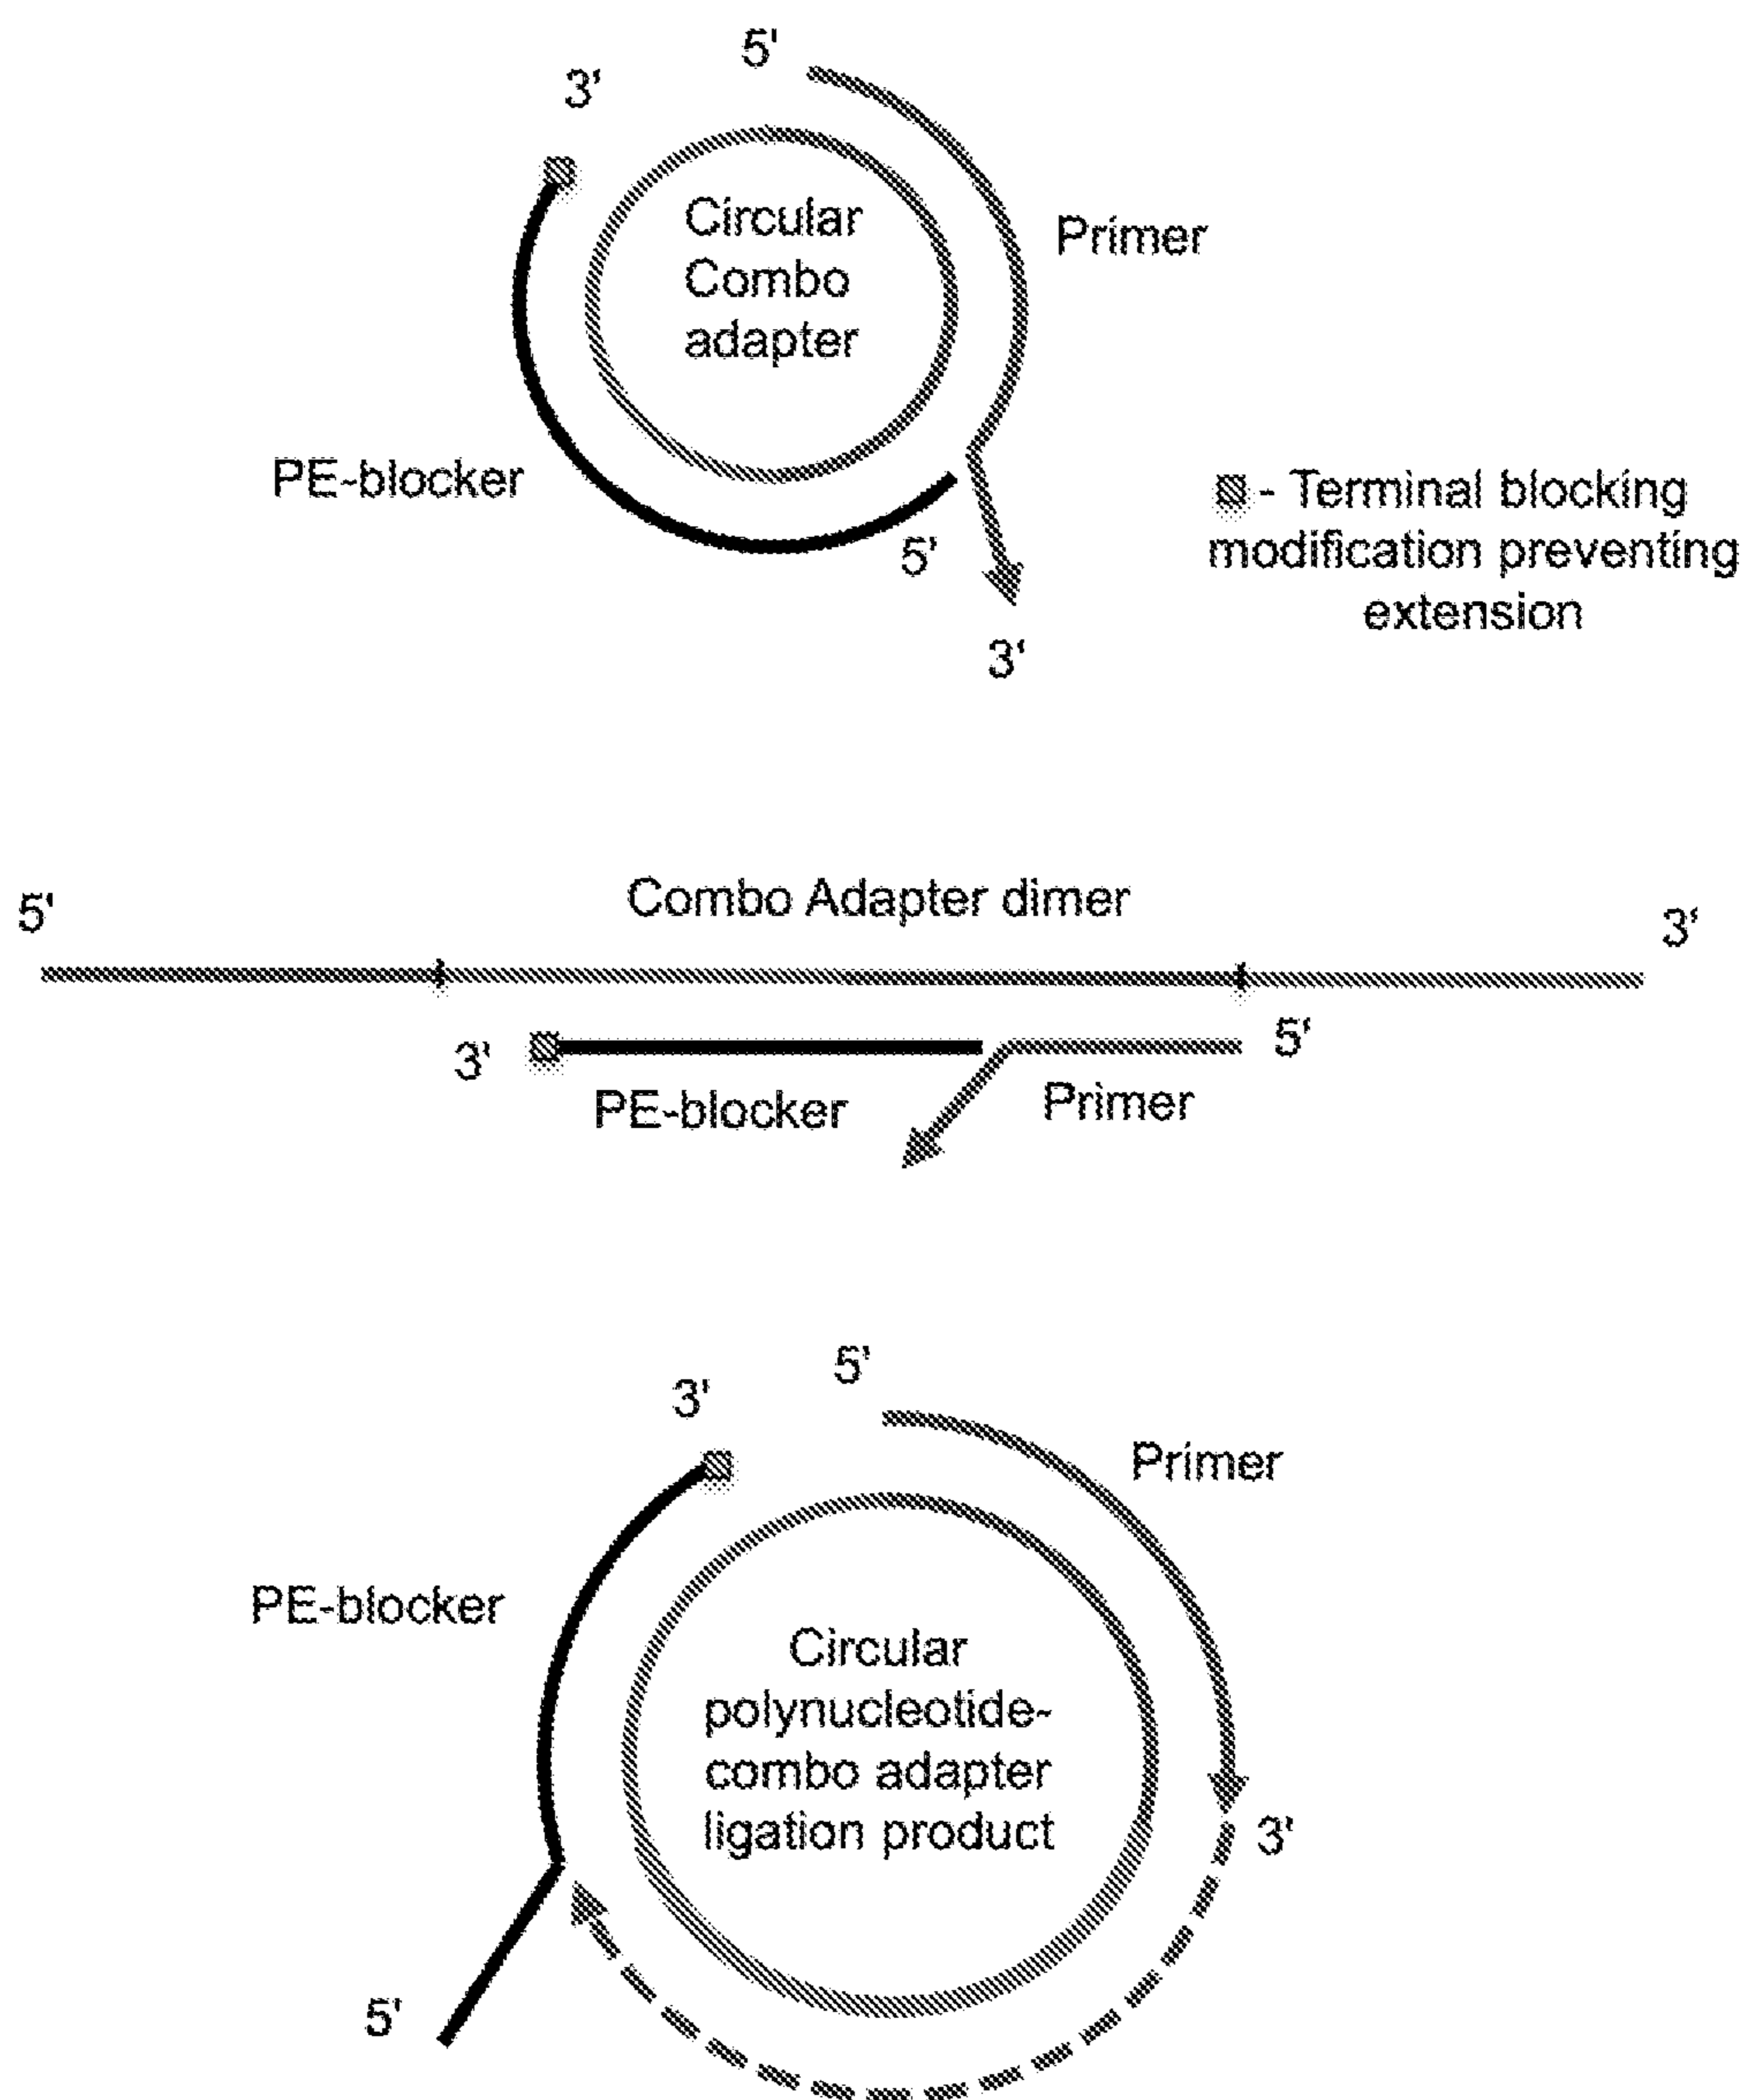 5'
3'
Circular
Combo
adapter
Primer
PE-blocker
5'
3'
- Terminal blocking
modification preventing
extension
Combo Adapter dimer
5'
3'
3'
5'
PE-blocker
Primer
5'
3'
Primer
PE-blocker
Circular
polynucleotide-
combo adapter
ligation product
3'
5'